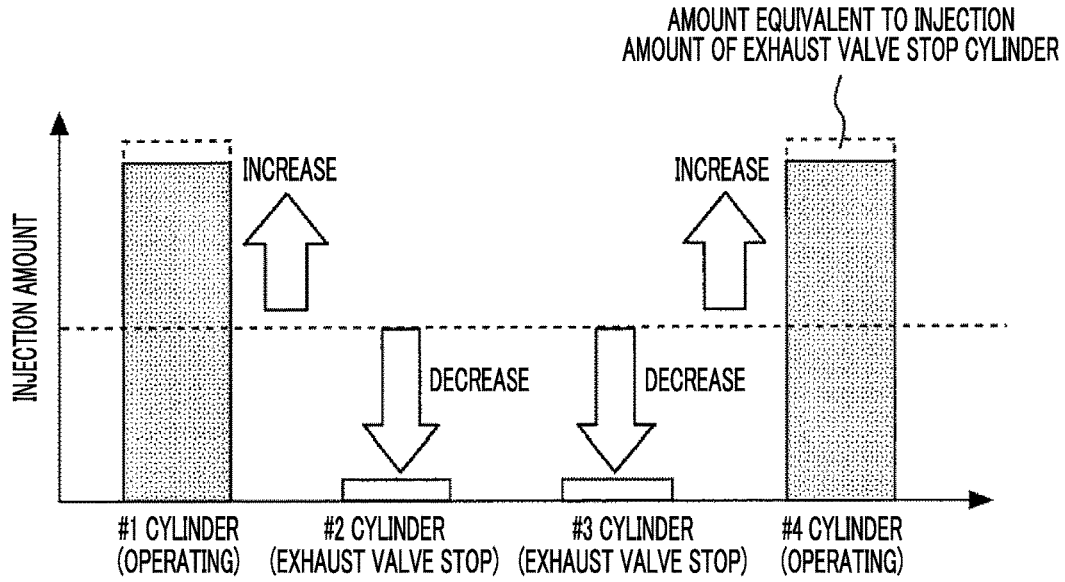 AMOUNT EQUIVALENT TO INJECTION
AMOUNT OF EXHAUST VALVE STOP CYLINDER
INCREASE
INCREASE
INJECTION AMOUNT
DECREASE
DECREASE
#1 CYLINDER
(OPERATING)
#2 CYLINDER
(EXHAUST VALVE STOP)
#3 CYLINDER
(EXHAUST VALVE STOP)
#4 CYLINDER
(OPERATING)